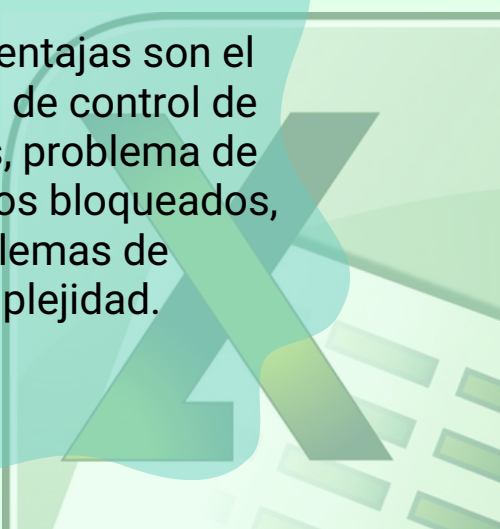 entajas son el
de control de
s, problema de
os bloqueados,
lemas de
plejidad.